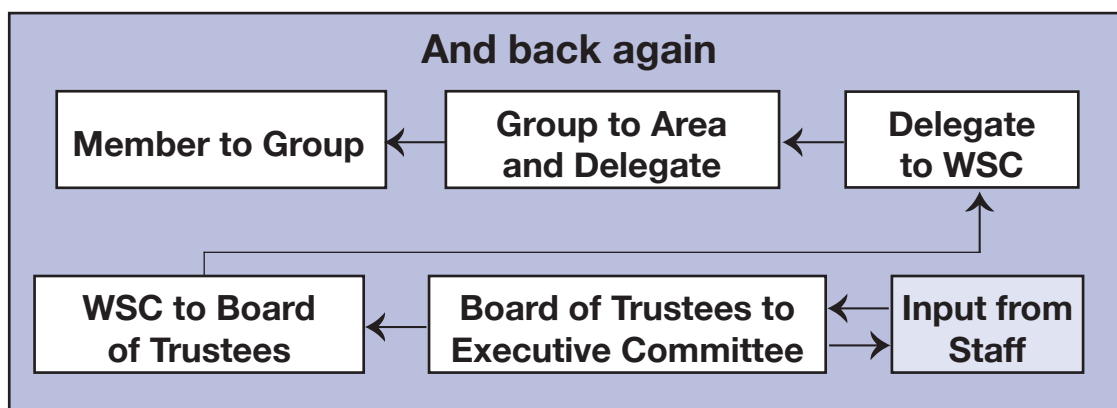 And back again
Member to Group
Group to Area
and Delegate
Delegate
to WSC
WSC to Board
of Trustees
Board of Trustees to
Executive Committee
Input from
Staff